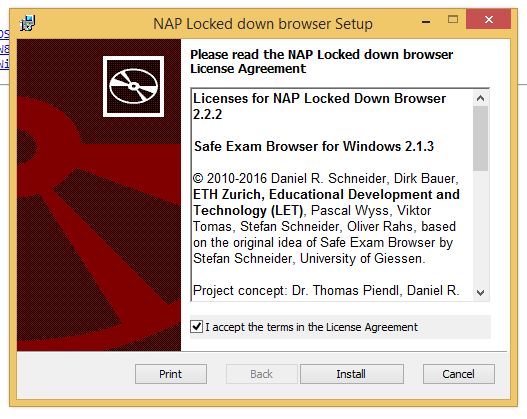 NAP Locked down browser Setup
Please read the NAP Locked down browser
License Agreement
Licenses for NAP Locked Down Browser
2.2.2
Safe Exam Browser for Windows 2.1.3
© 2010-2016 Daniel R. Schneider, Dirk Bauer,
ETH Zurich, Educational Development and
Technology (LET), Pascal Wyss, Viktor
Tomas, Stefan Schneider, Oliver Rahs, based
on the original idea of Safe Exam Browser by
Stefan Schneider, University of Giessen.
Project concept: Dr. Thomas Piendl, Daniel R.
I accept the terms in the License Agreement
Print
Back
Install
Cancel